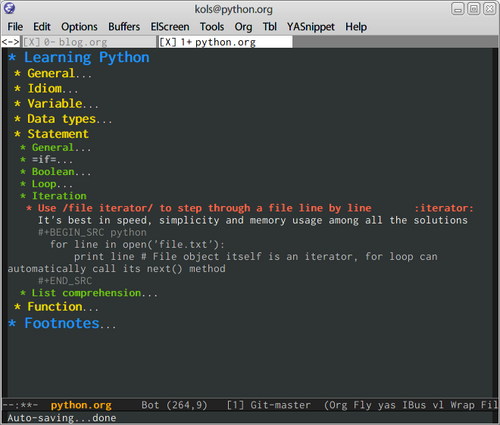 kols@python.org
File Edit Options Buffers ElScreen Tools Org Tbl YASnippet Help
<-> [X] 0- blog.org [X] 1+ python.org
* Learning Python
* General...
* Idiom...
* Variable...
* Data types...
* Statement
* General...
* =if=...
* Boolean...
* Loop...
* Iteration
* Use /file iterator/ to step through a file line by line :iterator:
It's best in speed, simplicity and memory usage among all the solutions
#+BEGIN_SRC python
for line in open('file.txt'):
print line # File object itself is an iterator, for loop can
automatically call its next() method
#+END_SRC
* List comprehension...
* Function...
* Footnotes...
--:**- python.org Bot (264,9) [1] Git-master (Org Fly yas IBus vl Wrap Fil
Auto-saving...done